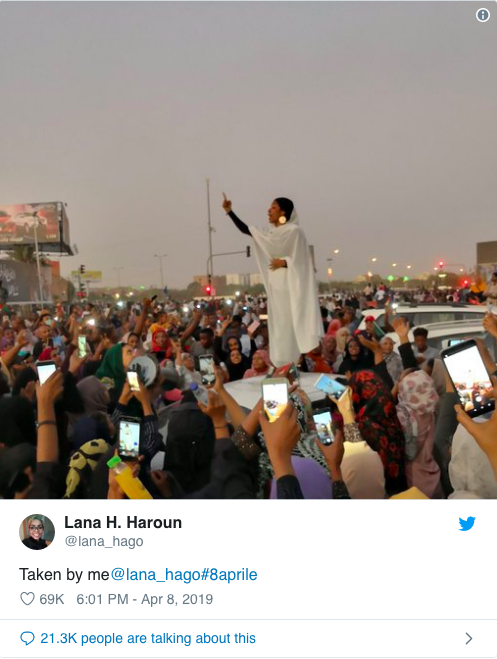 Lana H. Haroun
@lana_hago
Taken by me@lana_hago#8aprile
69K 6:01 PM - Apr 8, 2019
21.3K people are talking about this